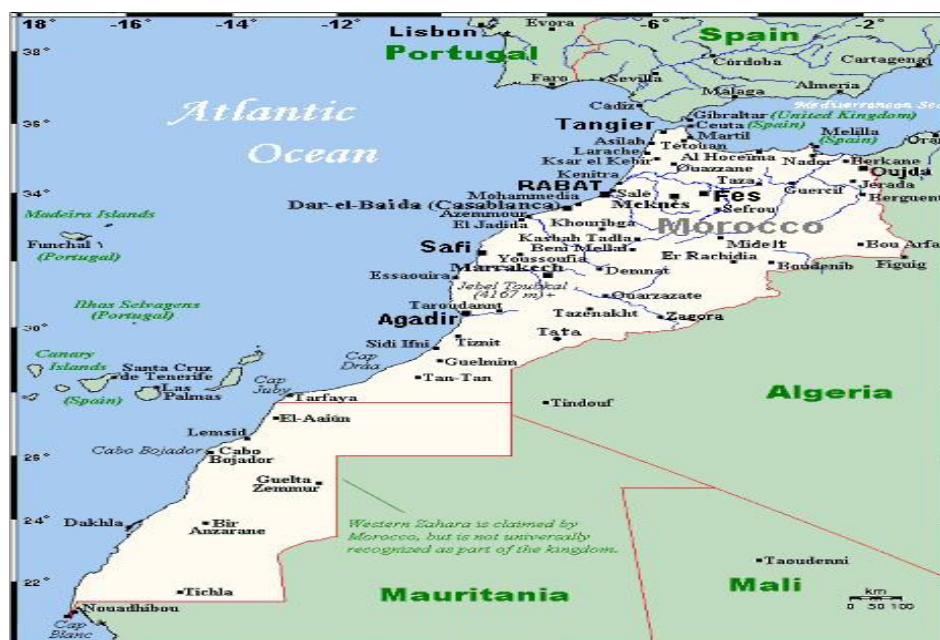 18° -16 -14 -12 -6 -4 -2
38°
36°
34°
30°
26°
24°
22°
Lisbon
Portugal
Evora
Spain
Córdoba
Cartagena
Faro
Sevilla
Almeria
Malaga
Cádiz
Mediterranean Sea
Gibraltar (United Kingdom)
Atlantic
Ocean
Tangier
Ceuta (Spain)
Martil
Melilla
(Spain)
Asilah
Tetouan
Larache
Al Hoceima
Nador
Berkane
Ksar el Kebir
Ouazzane
Oujda
Kenitra
Taza
RABAT
Salé
Fes
Guercif
Jerada
Mohammedia
Meknes
Berguent
Dar-el-Baida (Casablanca)
Sefrou
Azemmour
El Jadida
Khouribga
Morocco
Madeira Islands
Funchal
(Portugal)
Kasbah Tadla
Midelt
Bou Arfa
Safi
Beni Mellal
Youssoufia
Er Rachidia
Boudenib
Figuig
Marrakech
Demnat
Essaouira
Jebel Toubkal
(4167 m)+
Ouarzazate
Ilhas Selvagens
(Portugal)
Taroudannt
Tazenakht
Zagora
Agadir
Tata
Sidi Ifni
Tiznit
Canary
Islands
(Spain)
Santa Cruz
de Tenerife
Las
Palmas
Cap
Draa
Guelmim
Cap
Juby
Tan-Tan
Tarfaya
Tindouf
Algeria
El-Aaiún
Lemsid
Cabo Bojador
Cabo
Bojador
Guelta
Zemmur
Dakhla
Bir
Anzarane
Western Zahara is claimed by
Morocco, but is not universally
recognized as part of the kingdom.
Taoudenni
Tichla
Mauritania
Mali
km
0 50 100
Nouadhibou
Cap
Blanc